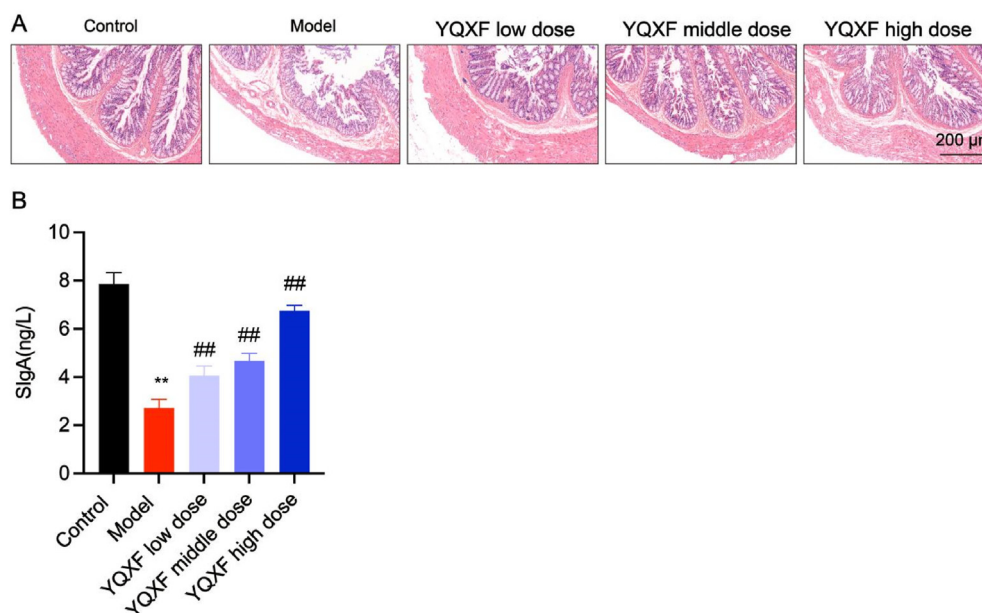 A
Control
Model
YQXF low dose
YQXF middle dose
YQXF high dose
200 μm
B
SIgA(ng/L)
10
8
6
4
2
0
**
##
##
##
Control
Model
YQXF low dose
YQXF middle dose
YQXF high dose